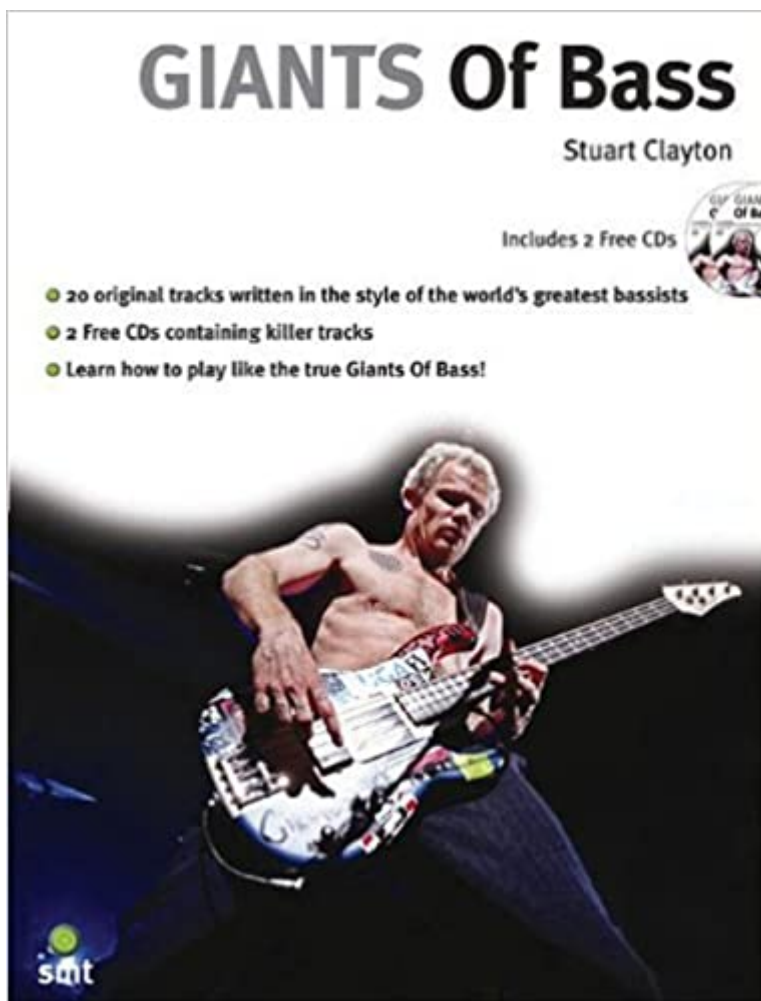 GIANTS Of Bass
Stuart Clayton
Includes 2 Free CDs
20 original tracks written in the style of the world's greatest bassists
2 Free CDs containing killer tracks
Learn how to play like the true Giants Of Bass!
smt